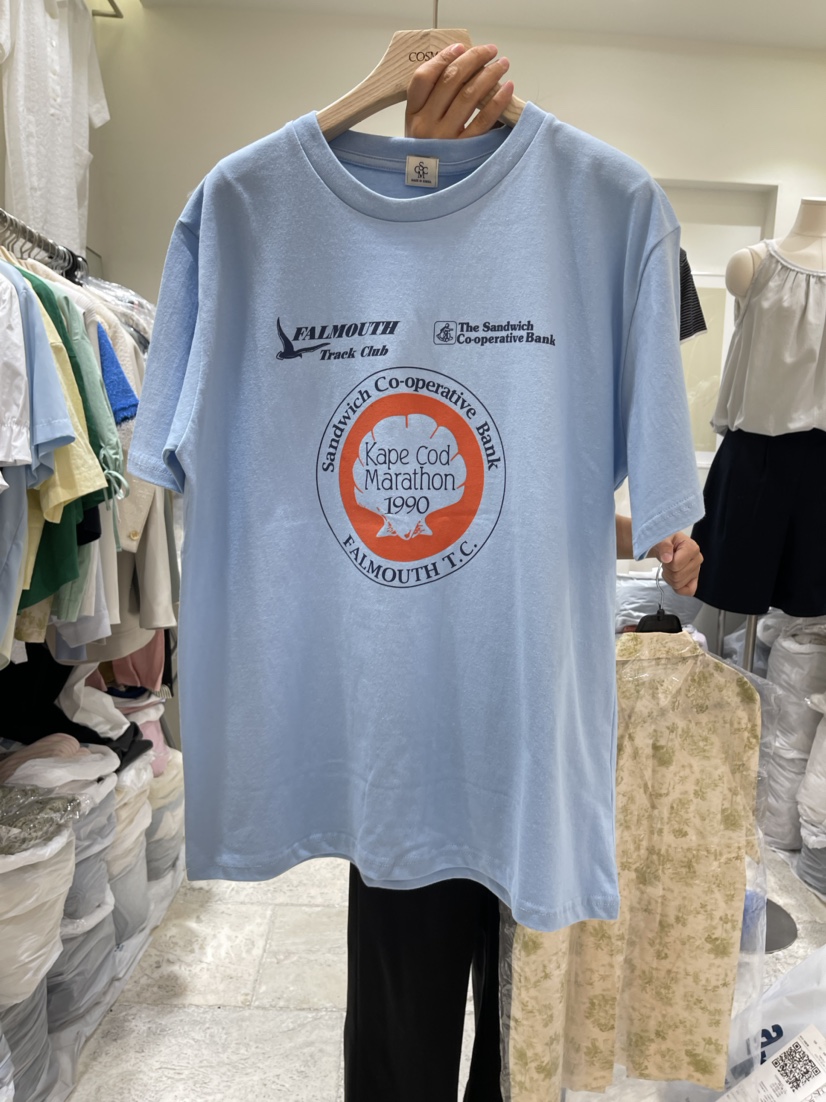 FALMOUTH
Track Club
The Sandwich
Co-operative Bank
Sandwich Co-operative Bank
Kape Cod
Marathon
1990
FALMOUTH T.C.